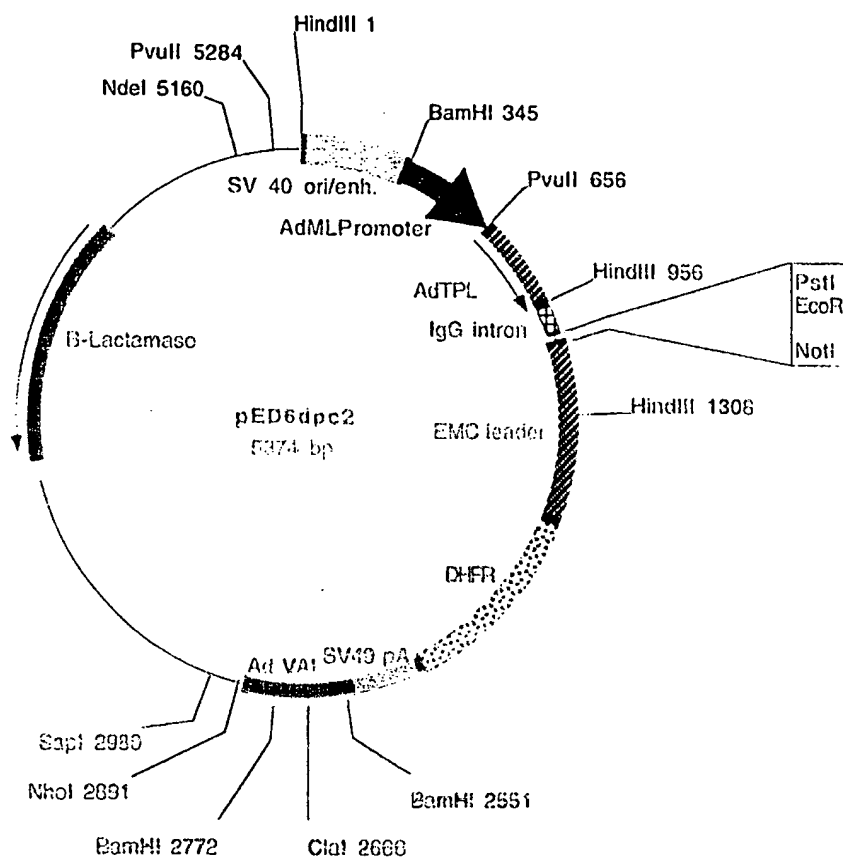 HindIII 1
PvuII 5284
NdeI 5160
BamHI 345
SV 40 ori/enh.
PvuII 656
AdMLPromoter
HindIII 956
AdTPL
PstI
EcoR
IgG intron
NotI
B-Lactamase
HindIII 1306
pED6dpc2
EMC leader
5374 bp
DHFR
Ad VAI
SV40 pA
SapI 2980
NheI 2891
BamHI 2551
BamHI 2772
ClaI 2666